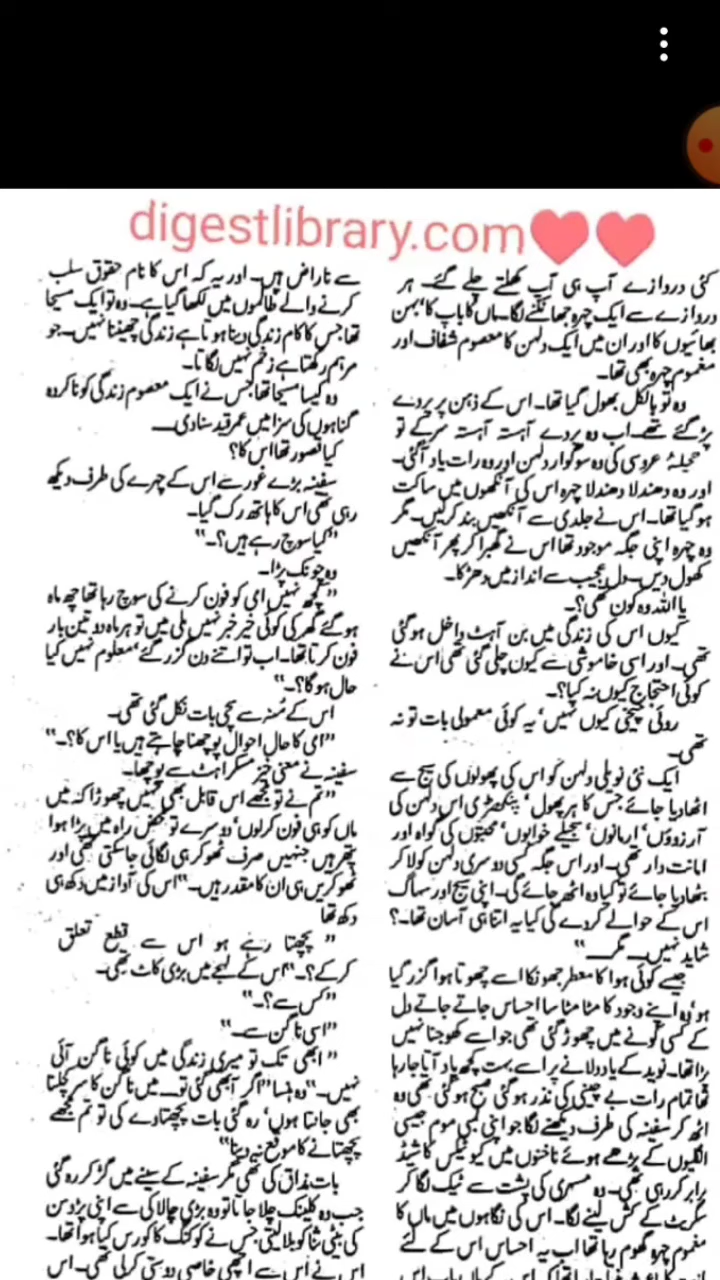 digestlibrary.com
کئی دروازے آپ ہی آپ کھلتے چلے گئے۔ ہر
دروازے سے ایک چہرہ جھانکنے لگا۔ ماں کا باپ کا‘ بہن
بھائیوں کا اور ان میں ایک دلہن کا معصوم شفاف اور
مغموم چہرہ بھی تھا۔
وہ تو بالکل بھول گیا تھا۔ اس کے ذہن پر پردے
پڑ گئے تھے۔ اب وہ پردے آہستہ آہستہ سرکے تو
حجلۂ عروسی کی وہ سوگوار دلہن اور وہ رات یاد آ گئی۔
اور وہ دھندلا دھندلا چہرہ اس کی آنکھوں میں ساکت
ہو گیا تھا۔ اس نے جلدی سے آنکھیں بند کر لیں۔ مگر
وہ چہرہ اپنی جگہ موجود تھا اس نے گھبرا کر پھر آنکھیں
کھول دیں۔ دل عجیب سے انداز میں دھڑکا۔
یا اللہ وہ کون تھی؟۔
کیوں اس کی زندگی میں بن آہٹ داخل ہو گئی
تھی۔ اور اسی خاموشی سے کیوں چلی گئی تھی اس نے
کوئی احتجاج کیوں نہ کیا؟۔
روئی چیخی کیوں نہیں‘ یہ کوئی معمولی بات تو نہ
تھی۔
ایک نئی نویلی دلہن کو اس کی پھولوں کی سیج سے
اٹھا دیا جائے‘ جس کا ہر پھول‘ پنکھڑی اس دلہن کی
آرزوؤں‘ ارمانوں‘ سجیلے خوابوں‘ محبتوں کی گواہ اور
امانت دار تھی۔ اور اس جگہ کسی دوسری دلہن کو لا کر
بٹھا دیا جائے تو کیا وہ اٹھ جائے گی۔ اپنی سیج اور سہاگ
اس کے حوالے کر دے گی کیا یہ اتنا ہی آسان تھا۔؟
شاید نہیں۔ مگر۔ “
جیسے کوئی ہوا کا معطر جھونکا اسے چھوتا ہوا گزر گیا
ہو‘ وہ اپنے وجود کا مٹا مٹا سا احساس جاتے جاتے دل
کے کسی کونے میں چھوڑ گئی تھی جو اسے کھوجنا نہیں
پڑا تھا۔ نوید کے یاد دلانے پر اسے بہت کچھ یاد آتا جا رہا
تھا تمام رات بے چینی کی نذر ہو گئی صبح ہو گئی تھی وہ
اٹھ کر سفینہ کی طرف دیکھنے لگا جو اپنی لمبی موم جیسی
انگلیوں کے بڑھے ہوئے ناخنوں میں کیوٹیکس کا شیڈ
برابر کر رہی تھی۔ وہ مسہری کی پشت سے ٹیک لگا کر
سگرٹ کے کش لینے لگا۔ اس کی نگاہوں میں ماں کا
مغموم چہرہ گھوم رہا تھا اب یہ احساس اس کے لئے
سے ناراض ہیں۔ اور یہ کہ اس کا نام حقوق سلب
کرنے والے ظالموں میں لکھا گیا ہے۔ وہ تو ایک مسیحا
تھا‘ جس کا کام زندگی دینا ہوتا ہے زندگی چھیننا نہیں۔ جو
مرہم رکھتا ہے زخم نہیں لگاتا۔
وہ کیسا مسیحا تھا‘ جس نے ایک معصوم زندگی کو ناکردہ
گناہوں کی سزا میں عمر قید سنا دی۔
کیا قصور تھا اس کا؟
سفینہ بڑے غور سے اس کے چہرے کی طرف دیکھ
رہی تھی اس کا ہاتھ رک گیا۔
”کیا سوچ رہے ہیں؟۔“
وہ چونک پڑا۔
”کچھ نہیں امی کو فون کرنے کی سوچ رہا تھا چھ ماہ
ہو گئے گھر کی کوئی خیر خبر نہیں ملی میں تو ہر ماہ دو تین بار
فون کرتا تھا۔ اب تو اتنے دن گزر گئے‘ معلوم نہیں کیا
حال ہو گا؟۔“
اس کے منہ سے سچی بات نکل گئی تھی۔
”امی کا حال احوال پوچھنا چاہتے ہیں یا اس کا؟۔“
سفینہ نے معنی خیز مسکراہٹ سے پوچھا۔
”تم نے تو مجھے اس قابل بھی نہیں چھوڑا کہ میں
ماں کو ہی فون کر لوں‘ دوسرے تو محض راہ میں پڑا ہوا
پتھر ہیں جنہیں صرف ٹھوکر ہی لگائی جا سکتی تھی اور
ٹھوکریں ہی ان کا مقدر ہیں۔“ اس کی آواز میں دکھ ہی
دکھ تھا
” پچھتا رہے ہو اس سے قطع تعلق
کر کے؟۔“ اس کے لہجے میں بڑی کاٹ تھی۔
”کس سے؟۔“
”اسی ناگن سے۔“
”ابھی تک تو میری زندگی میں کوئی ناگن آئی
نہیں۔“ وہ ہنسا ”اگر آ بھی گئی تو۔ میں ناگن کا سر کچلنا
بھی جانتا ہوں‘ رہ گئی بات پچھتاوے کی تو تم مجھے
پچھتانے کا موقع نہ دینا“
بات مذاق کی تھی مگر سفینہ کے سینے میں گڑ کر رہ گئی
جب وہ کلینک چلا جاتا تو وہ بڑی چالاکی سے اپنی پڑوسن
کی بیٹی ثنا کو بلا لیتی جس نے کوکنگ کا کورس کیا ہوا تھا۔
اس نے اس سے اچھی خاصی دوستی کر لی تھی۔ اس